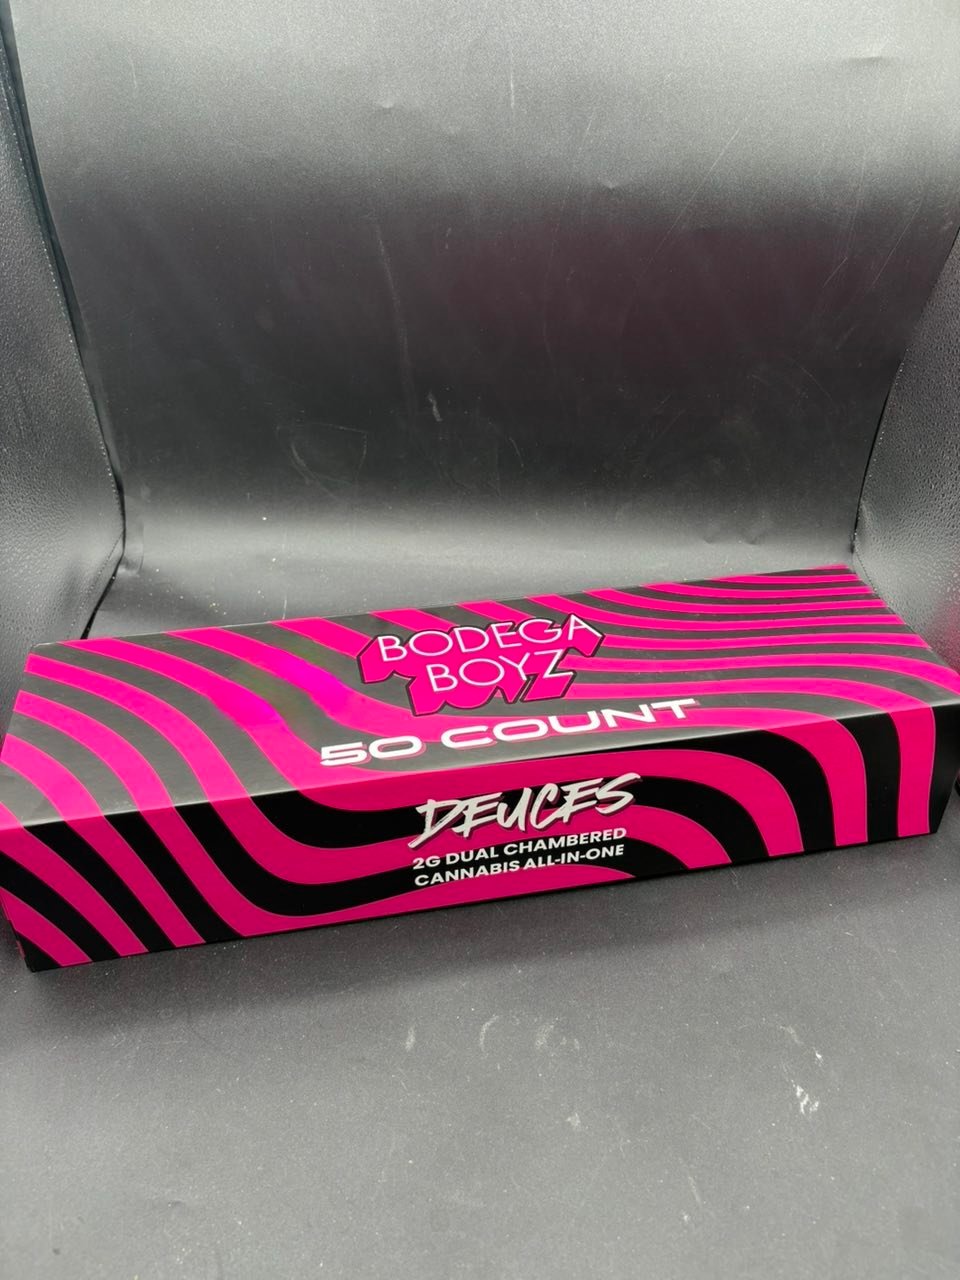 BODEGA
BOYZ
50 COUNT
DEUCES
2G DUAL CHAMBERED
CANNABIS ALL-IN-ONE